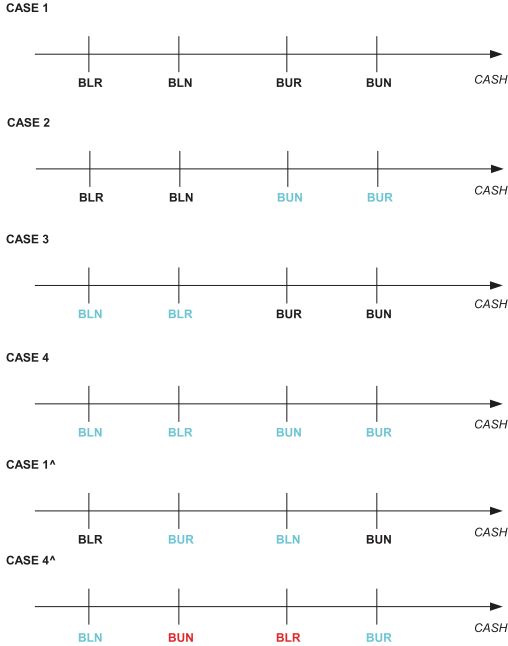 CASE 1
BLR BLN BUR BUN CASH
CASE 2
BLR BLN BUN BUR CASH
CASE 3
BLN BLR BUR BUN CASH
CASE 4
BLN BLR BUN BUR CASH
CASE 1^
BLR BUR BLN BUN CASH
CASE 4^
BLN BUN BLR BUR CASH